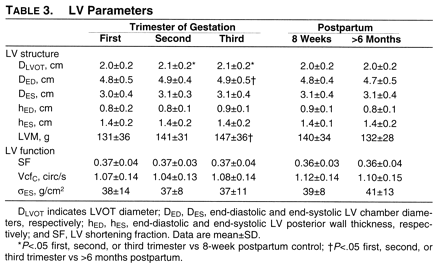 TABLE 3. LV Parameters
Trimester of Gestation Postpartum
First Second Third 8 Weeks >6 Months
LV structure
DLVOT, cm 2.0±0.2 2.1±0.2* 2.1±0.2* 2.0±0.2 2.0±0.2
DED, cm 4.8±0.5 4.9±0.4 4.9±0.5† 4.8±0.4 4.7±0.5
DES, cm 3.0±0.4 3.1±0.3 3.1±0.4 3.1±0.4 3.1±0.4
hED, cm 0.8±0.2 0.8±0.1 0.9±0.1 0.9±0.1 0.8±0.1
hES, cm 1.4±0.2 1.4±0.2 1.4±0.2 1.4±0.1 1.4±0.2
LVM, g 131±36 141±31 147±36† 140±34 132±28
LV function
SF 0.37±0.04 0.37±0.03 0.37±0.04 0.36±0.03 0.36±0.04
VcfC, circ/s 1.07±0.14 1.04±0.13 1.08±0.14 1.12±0.14 1.10±0.15
σES, g/cm² 38±14 37±8 37±11 39±8 41±13
DLVOT indicates LVOT diameter; DED, DES, end-diastolic and end-systolic LV chamber diame-
ters, respectively; hED, hES, end-diastolic and end-systolic LV posterior wall thickness, respec-
tively; and SF, LV shortening fraction. Data are mean±SD.
*P<.05 first, second, or third trimester vs 8-week postpartum control; †P<.05 first, second, or
third trimester vs >6 months postpartum.